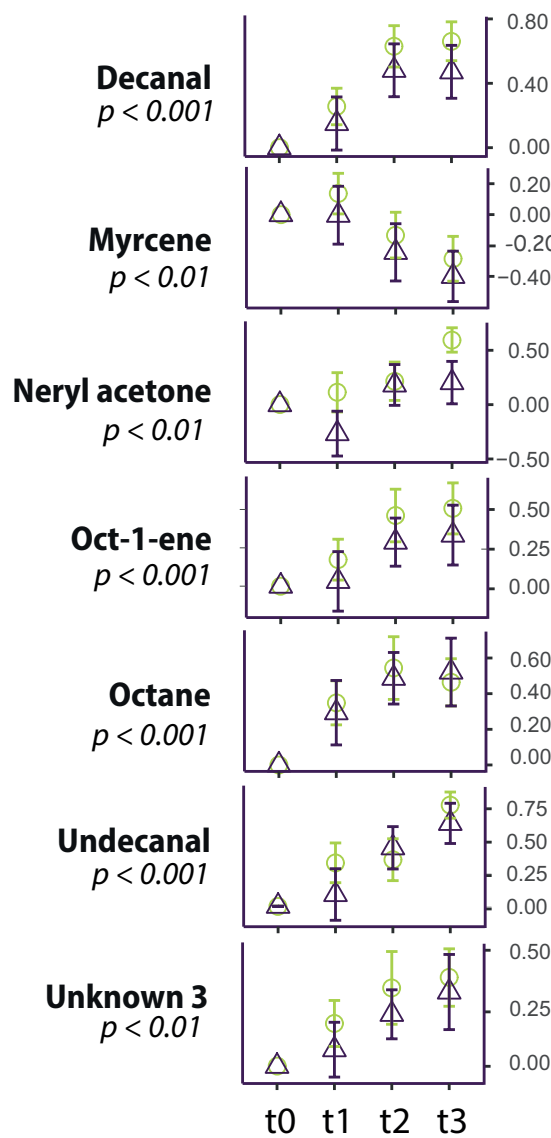 Decanal
p < 0.001
0.80
0.40
0.00
Myrcene
p < 0.01
0.20
0.00
-0.20
−0.40
Neryl acetone
p < 0.01
0.50
0.00
−0.50
Oct-1-ene
p < 0.001
0.50
0.25
0.00
Octane
p < 0.001
0.60
0.40
0.20
0.00
Undecanal
p < 0.001
0.75
0.50
0.25
0.00
Unknown 3
p < 0.01
0.50
0.25
0.00
t0 t1 t2 t3